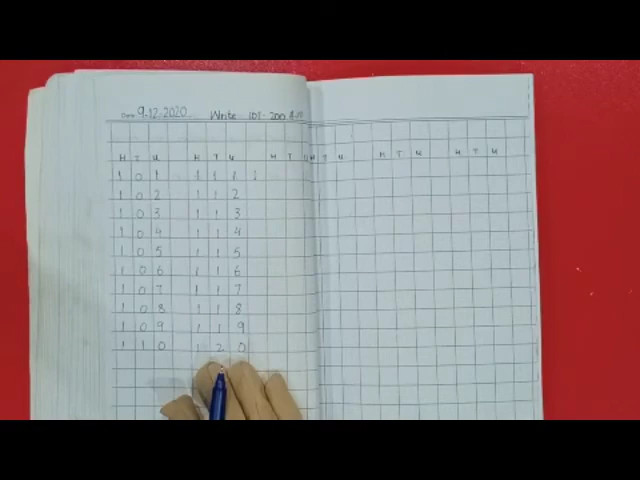 Date 9.12.2020 Write 101-200
H T U H T U H T U H T U H T U H T U
1 0 1 1 1 1 1
1 0 2 1 1 2
1 0 3 1 1 3
1 0 4 1 1 4
1 0 5 1 1 5
1 0 6 1 1 6
1 0 7 1 1 7
1 0 8 1 1 8
1 0 9 1 1 9
1 1 0 1 2 0